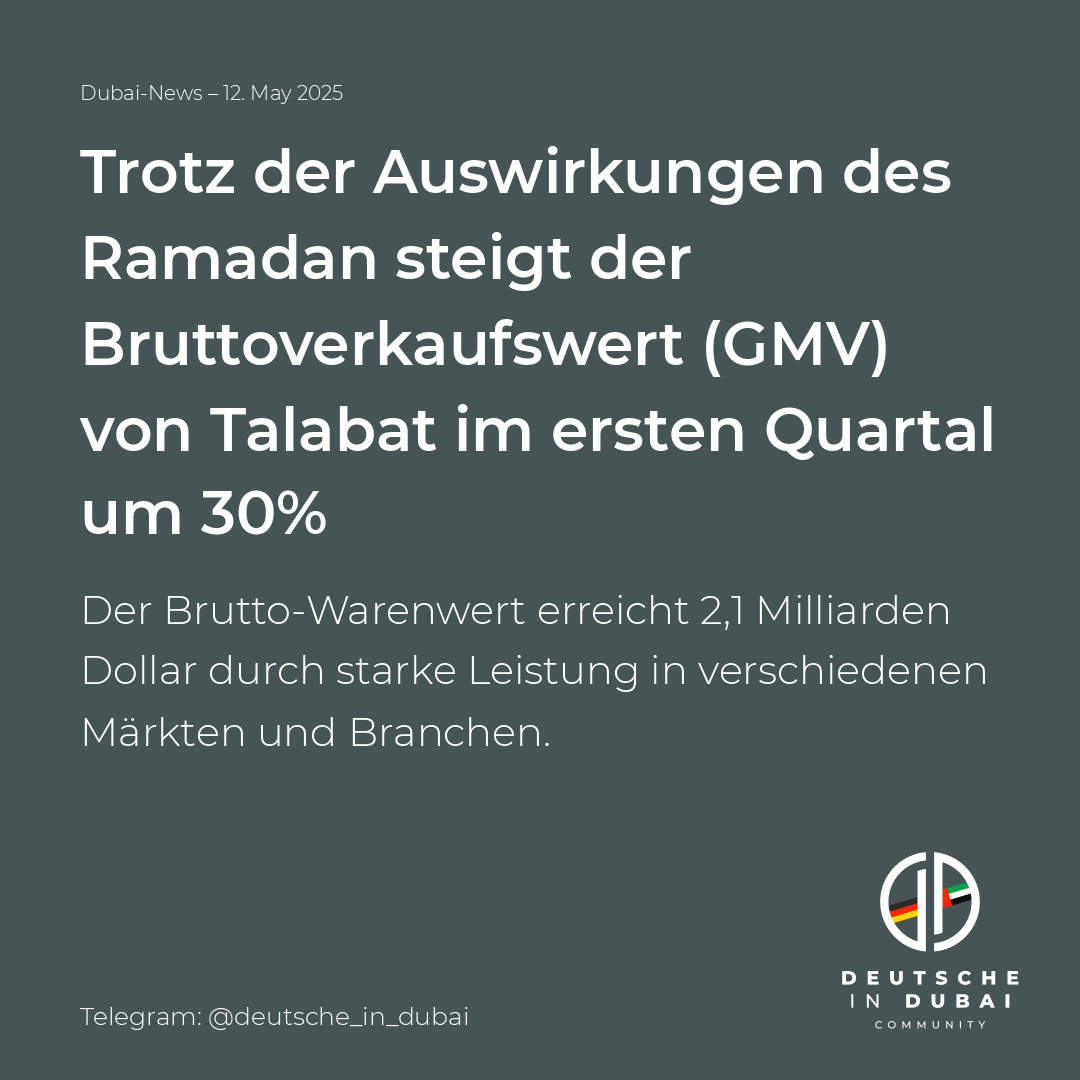 Dubai-News – 12. May 2025
Trotz der Auswirkungen des
Ramadan steigt der
Bruttoverkaufswert (GMV)
von Talabat im ersten Quartal
um 30%
Der Brutto-Warenwert erreicht 2,1 Milliarden
Dollar durch starke Leistung in verschiedenen
Märkten und Branchen.
DEUTSCHE
IN DUBAI
COMMUNITY
Telegram: @deutsche_in_dubai